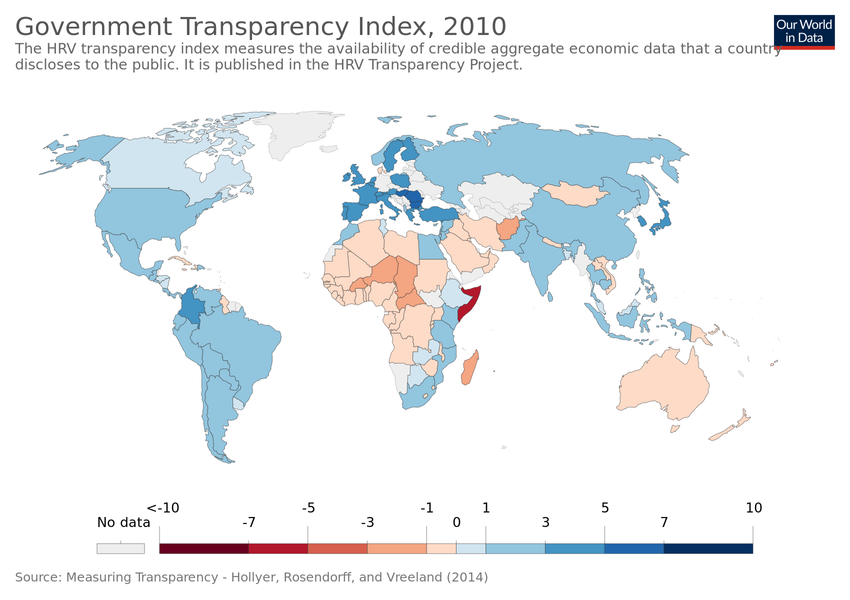 Government Transparency Index, 2010
Our World
in Data
The HRV transparency index measures the availability of credible aggregate economic data that a country
discloses to the public. It is published in the HRV Transparency Project.
<-10 -5 -1 1 5 10
No data -7 -3 0 3 7
Source: Measuring Transparency - Hollyer, Rosendorff, and Vreeland (2014)